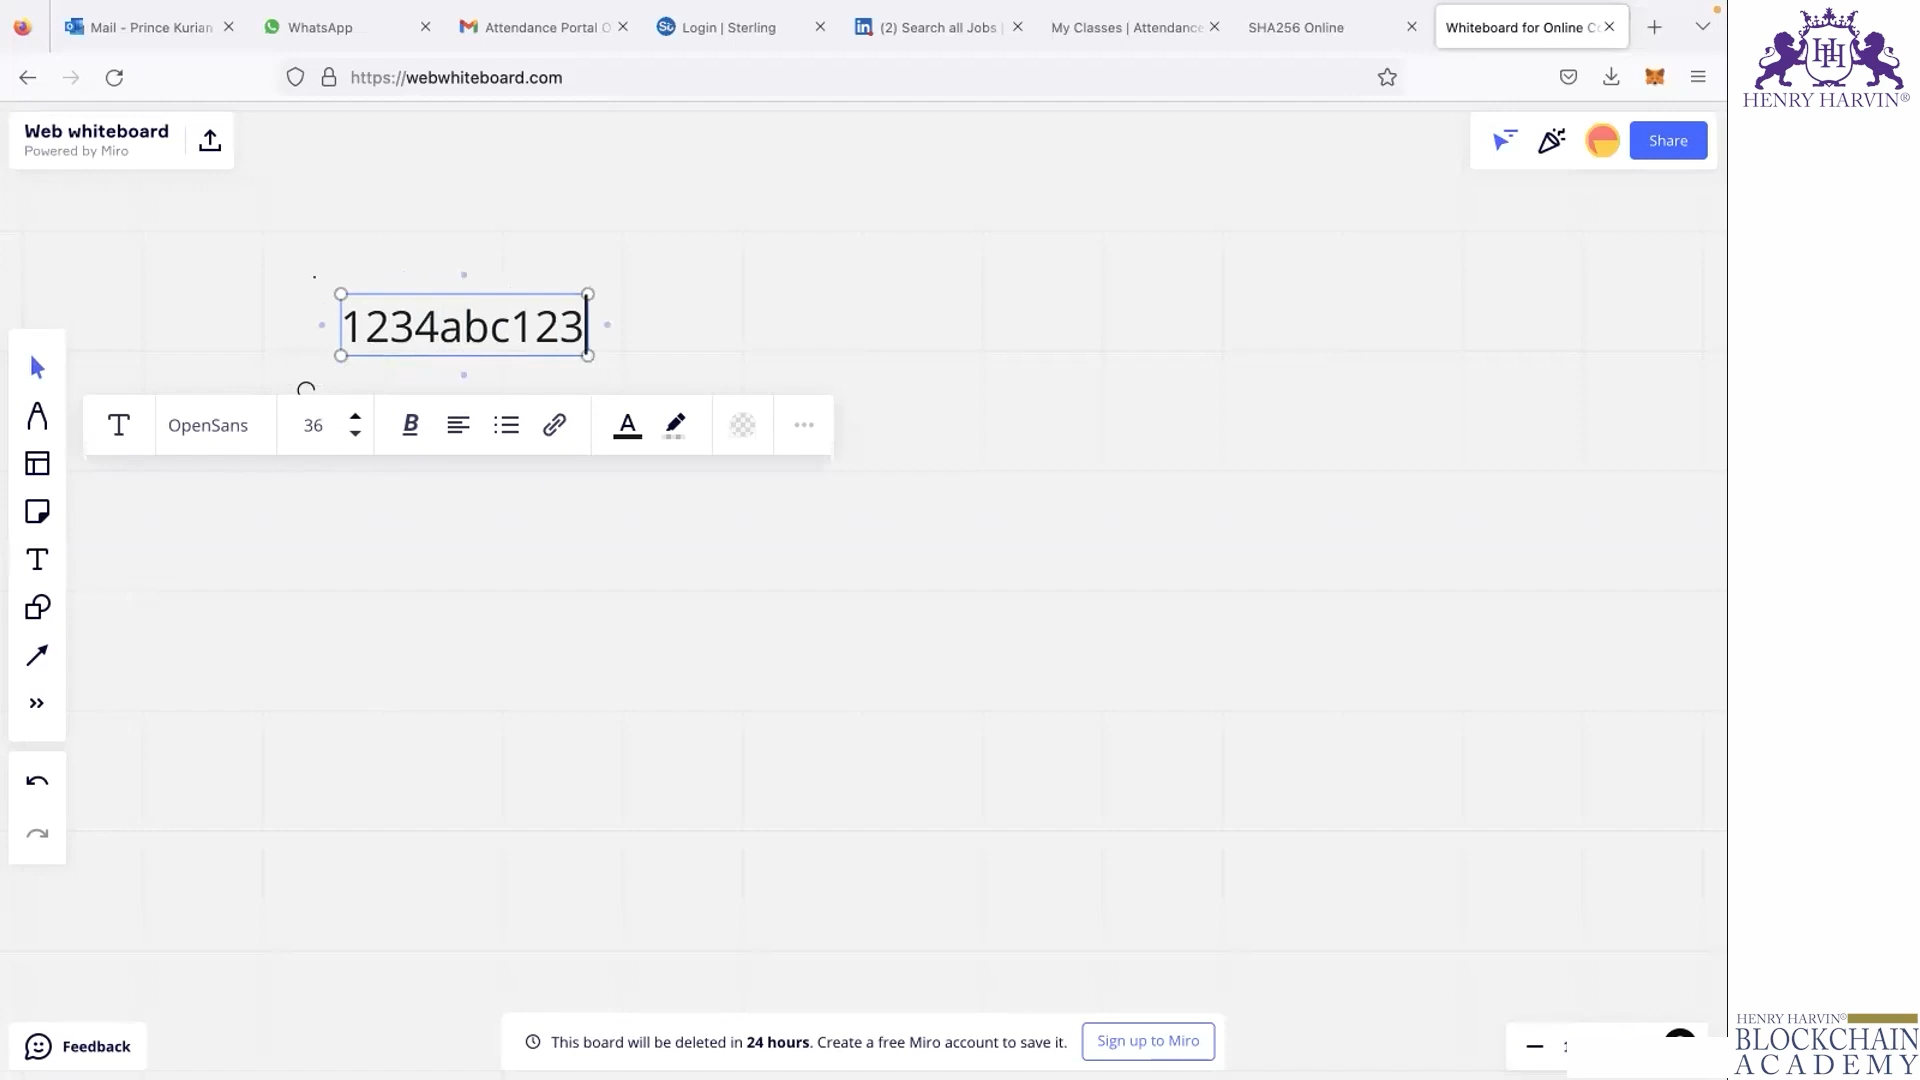 Mail - Prince Kurian
WhatsApp
Attendance Portal
Login | Sterling
(2) Search all Jobs |
My Classes | Attendance
SHA256 Online
Whiteboard for Online
https://webwhiteboard.com
Web whiteboard
Powered by Miro
Share
HH
HENRY HARVIN®
1234abc123
OpenSans
36
B
A
Feedback
This board will be deleted in 24 hours. Create a free Miro account to save it.
Sign up to Miro
HENRY HARVIN®
BLOCKCHAIN
ACADEMY